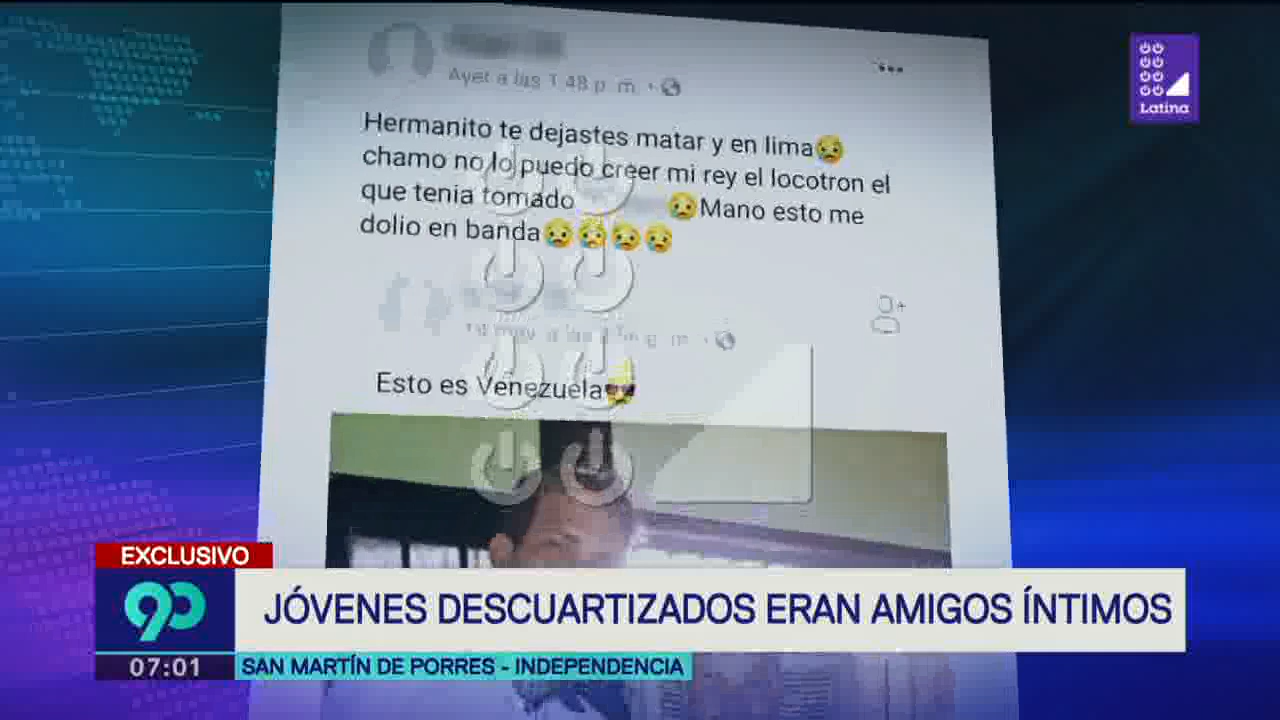 Latina
Ayer a las 1:48 p. m.
Hermanito te dejastes matar y en lima😢
chamo no lo puedo creer mi rey el locotron el
que tenia tomado 😢Mano esto me
dolio en banda😢😢😢😢
a las p. m.
Esto es Venezuela😎
EXCLUSIVO
90
JÓVENES DESCUARTIZADOS ERAN AMIGOS ÍNTIMOS
07:01
SAN MARTÍN DE PORRES - INDEPENDENCIA